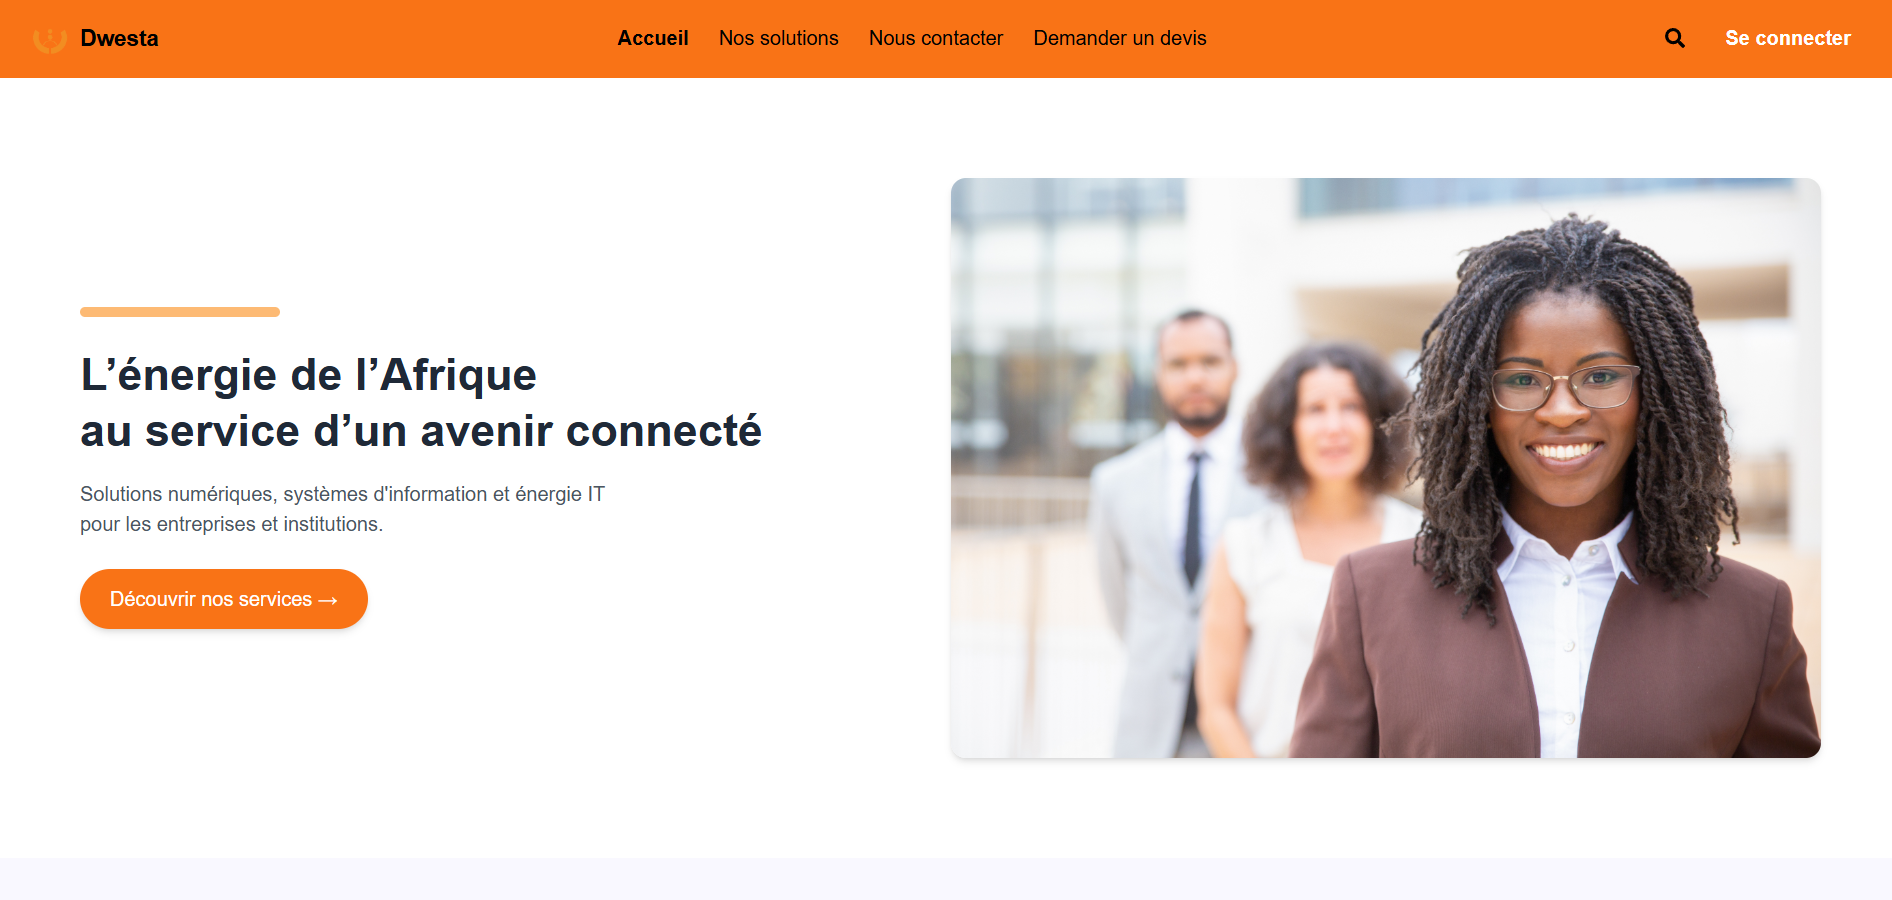 Dwesta
Accueil
Nos solutions
Nous contacter
Demander un devis
Se connecter
L’énergie de l’Afrique
au service d’un avenir connecté
Solutions numériques, systèmes d'information et énergie IT
pour les entreprises et institutions.
Découvrir nos services →